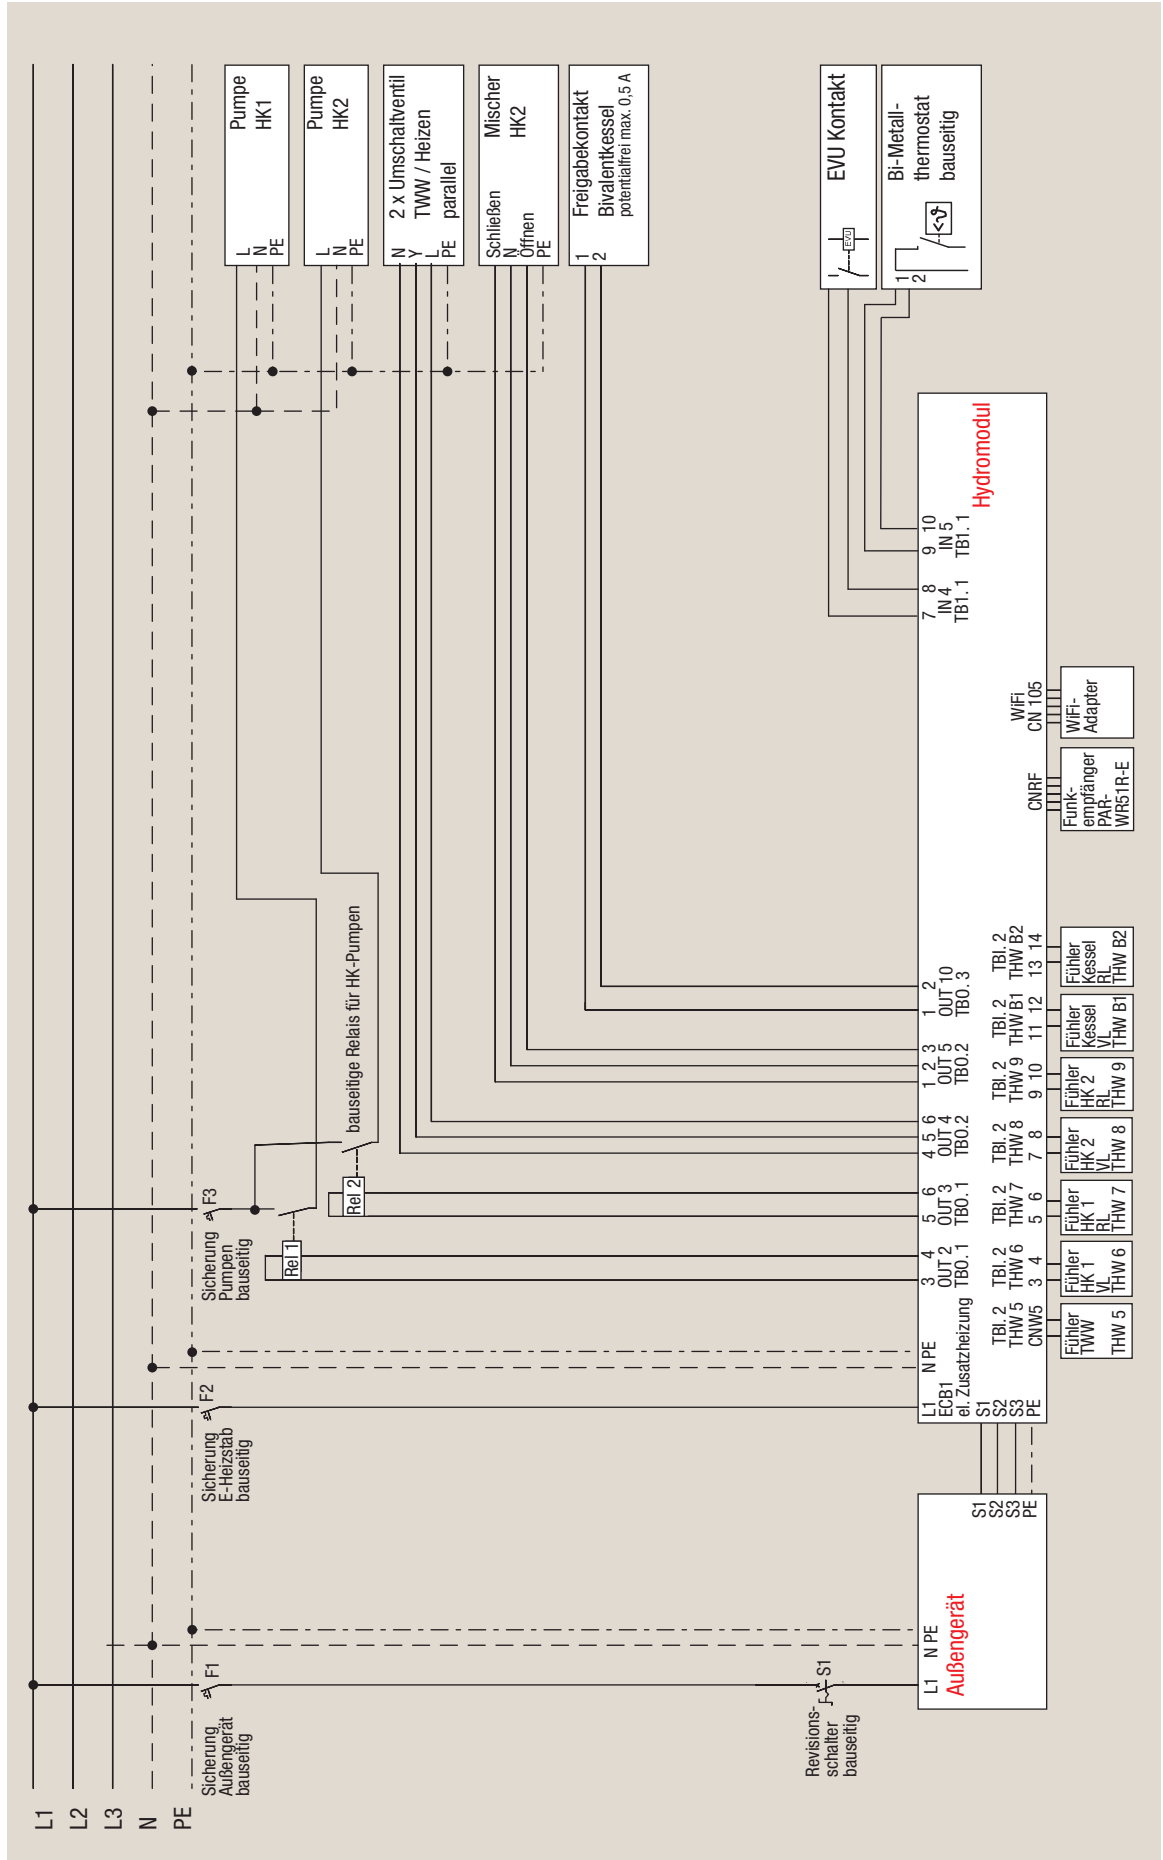 L1
L2
L3
N
PE
Sicherung
Außengerät
bauseitig
F1
Sicherung
E-Heizstab
bauseitig
F2
Sicherung
Pumpen
bauseitig
F3
Rel 1
Rel 2
bauseitige Relais für HK-Pumpen
Pumpe
HK1
L
N
PE
Pumpe
HK2
L
N
PE
2 x Umschaltventil
TWW / Heizen
parallel
N
Y
L
PE
Mischer
HK2
Schließen
N
Öffnen
PE
Freigabekontakt
Bivalentkessel
potentialfrei max. 0,5 A
1
2
EVU Kontakt
EVU
Bi-Metall-
thermostat
bauseitig
1
2
<ϑ
Revisions-
schalter
bauseitig
S1
L1 N PE
Außengerät
S1
S2
S3
PE
L1 N PE
ECB1
el. Zusatzheizung
S1
S2
S3
PE
3 4
OUT 2
TBO. 1
5 6
OUT 3
TBO. 1
4 5 6
OUT 4
TBO.2
1 2 3
OUT 5
TBO.2
1 2
OUT 10
TBO. 3
7 8
IN 4
TB1. 1
9 10
IN 5
TB1. 1
Hydromodul
TBI. 2
THW 5
CNW5
TBI. 2
THW 6
3 4
TBI. 2
THW 7
5 6
TBI. 2
THW 8
7 8
TBI. 2
THW 9
9 10
TBI. 2
THW B1
11 12
TBI. 2
THW B2
13 14
CNRF
WiFi
CN 105
Fühler
TWW
THW 5
Fühler
HK 1
VL
THW 6
Fühler
HK 1
RL
THW 7
Fühler
HK 2
VL
THW 8
Fühler
HK 2
RL
THW 9
Fühler
Kessel
VL
THW B1
Fühler
Kessel
RL
THW B2
Funk-
empfänger
PAR-
WR51R-E
WiFi-
Adapter